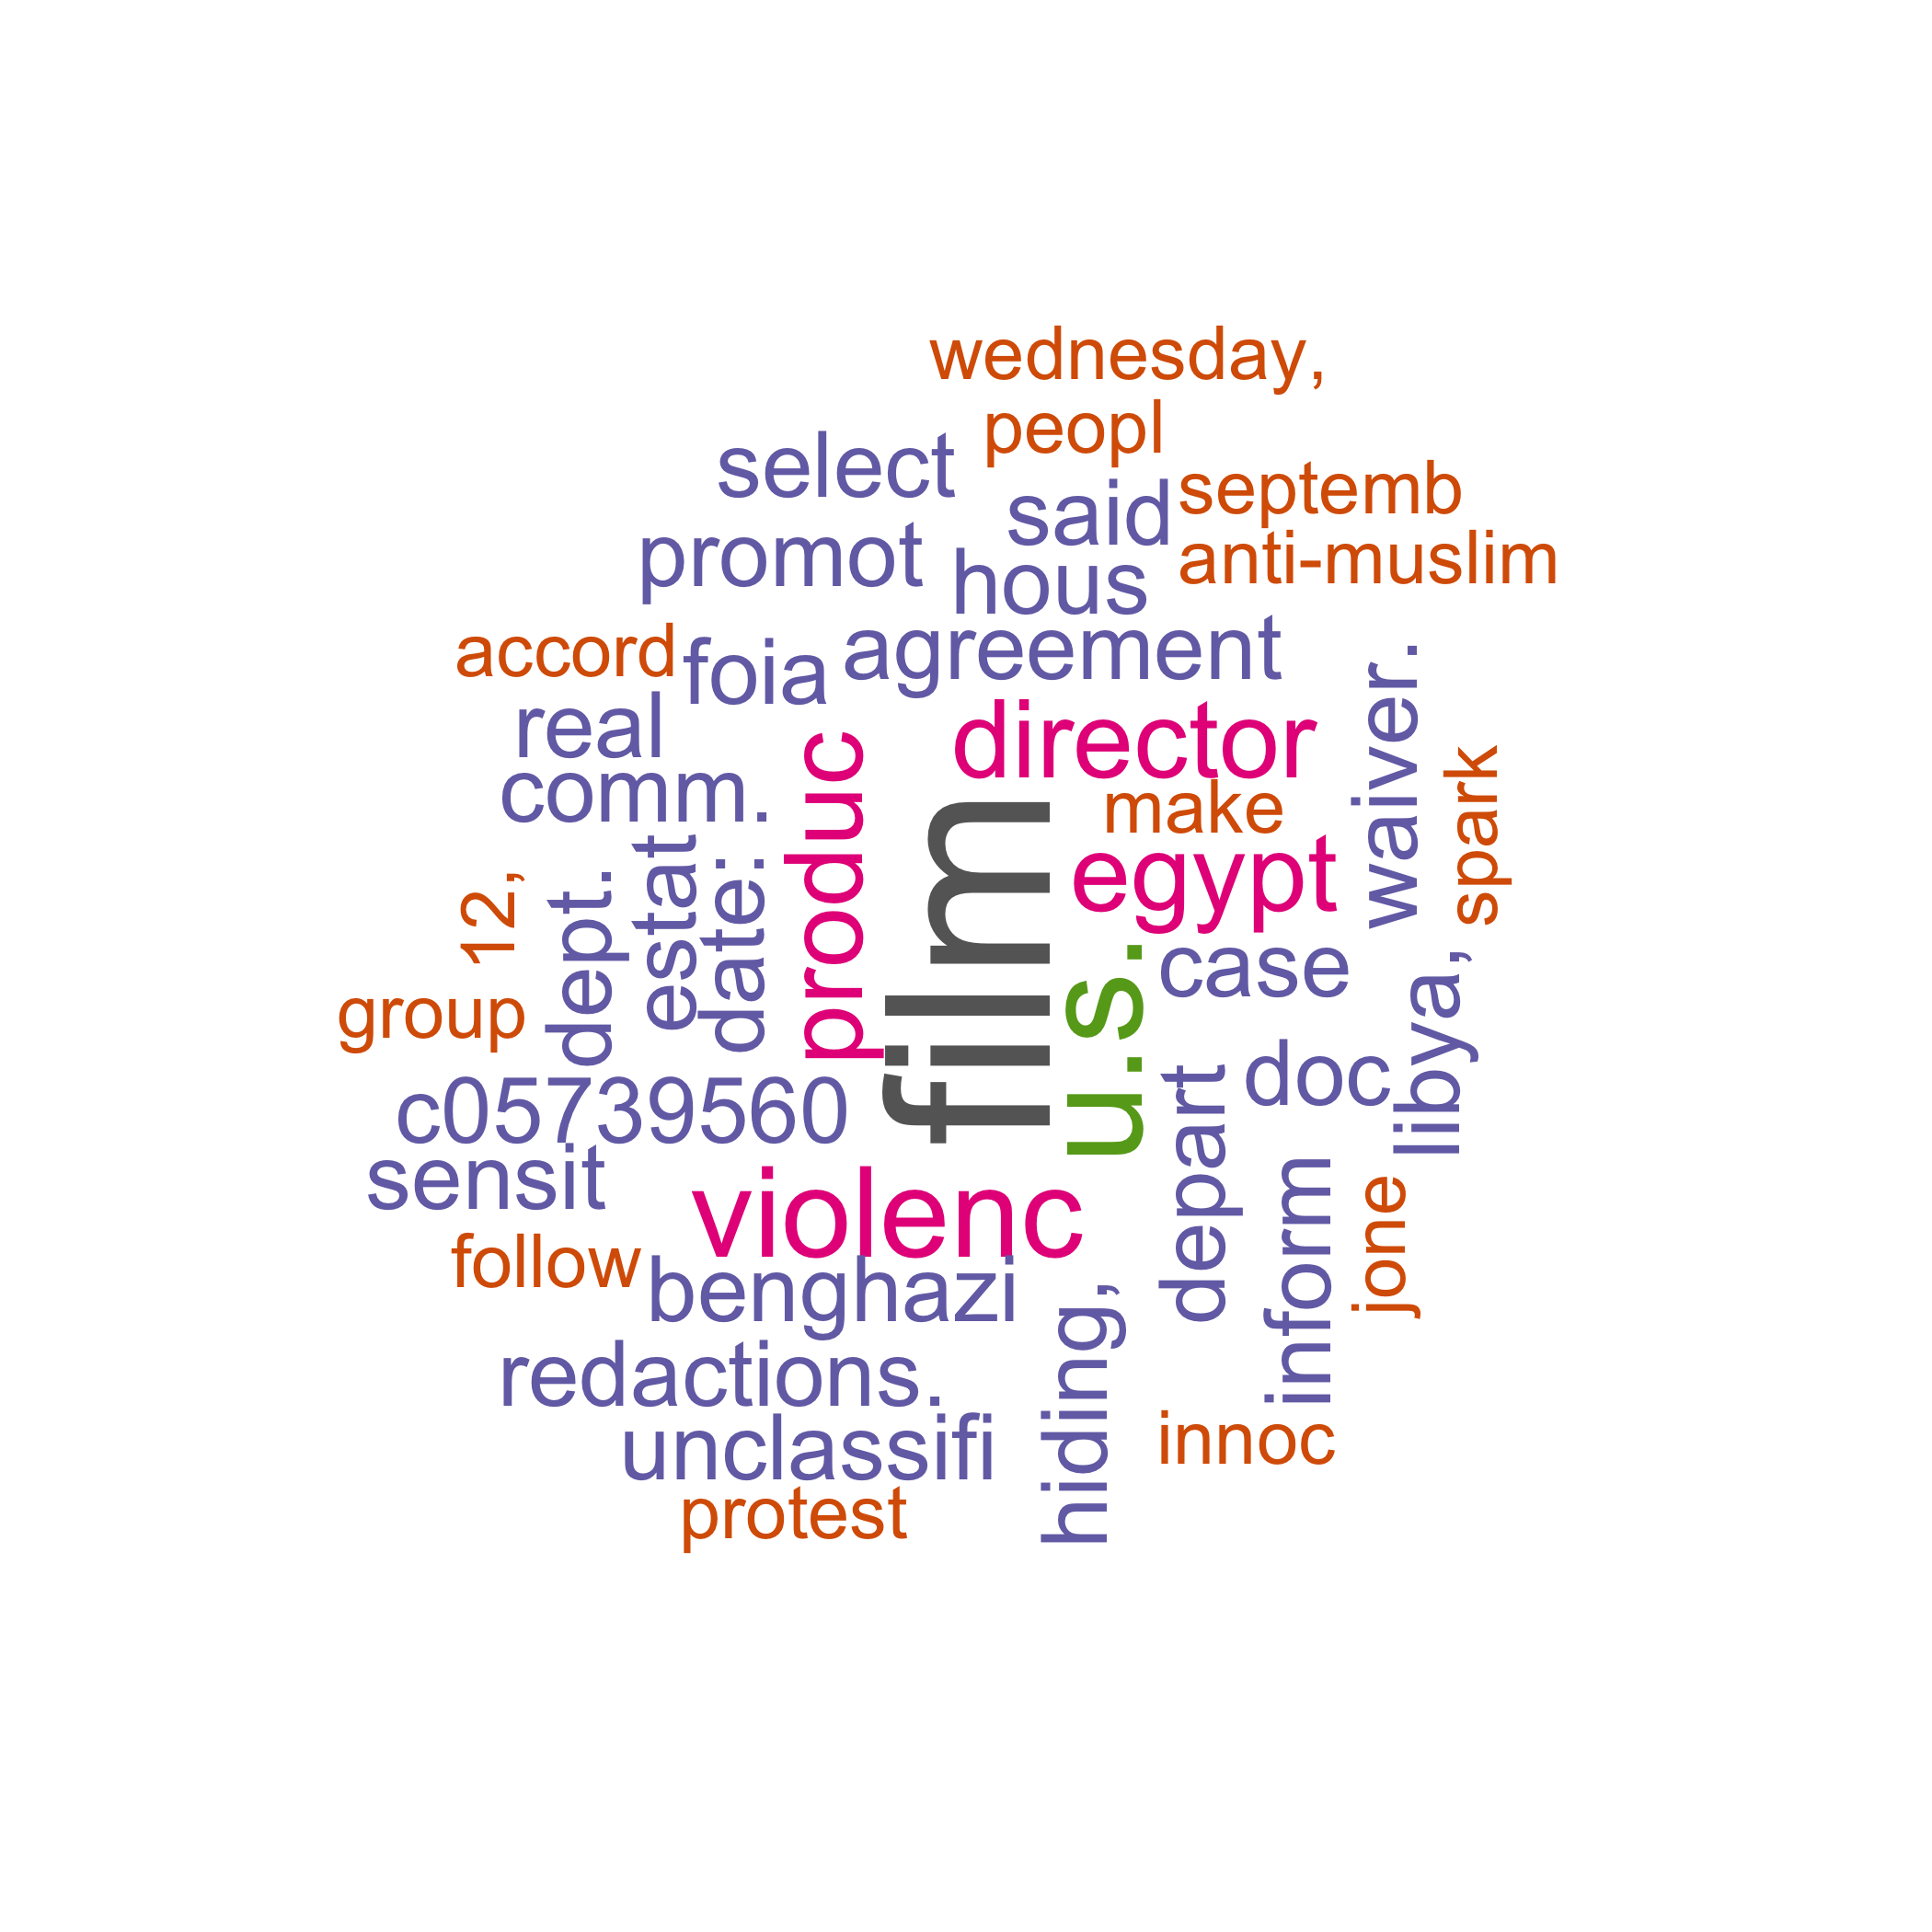 wednesday,
peopl
select
said
septemb
promot
hous
anti-muslim
accord
foia
agreement
real
director
waiver.
comm.
produc
film
make
spark
12,
dept.
estat
date:
egypt
u.s.
case
libya,
group
c05739560
depart
doc
sensit
violenc
inform
jone
follow
benghazi
hiding,
redactions.
unclassifi
innoc
protest